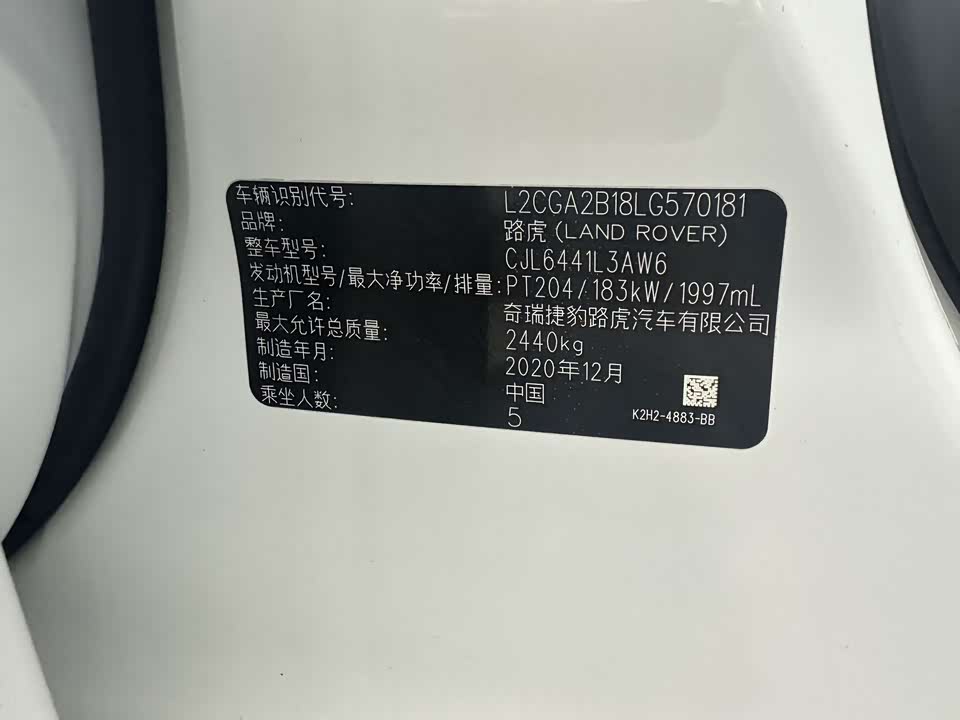 车辆识别代号: L2CGA2B18LG570181
品牌: 路虎 (LAND ROVER)
整车型号: CJL6441L3AW6
发动机型号/最大净功率/排量: PT204/183kW/1997mL
生产厂名: 奇瑞捷豹路虎汽车有限公司
最大允许总质量: 2440kg
制造年月: 2020年12月
制造国: 中国
乘坐人数: 5
K2H2-4883-BB